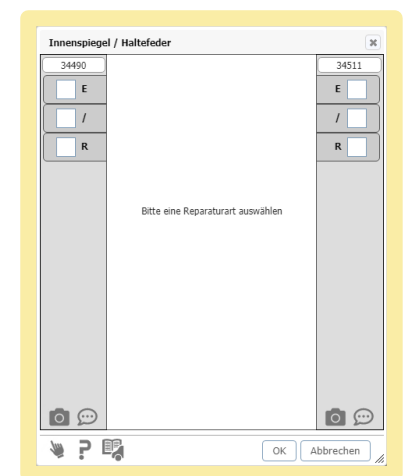 Innenspiegel / Haltefeder
34490 34511
E E
/ /
R R
Bitte eine Reparaturart auswählen
?
OK Abbrechen